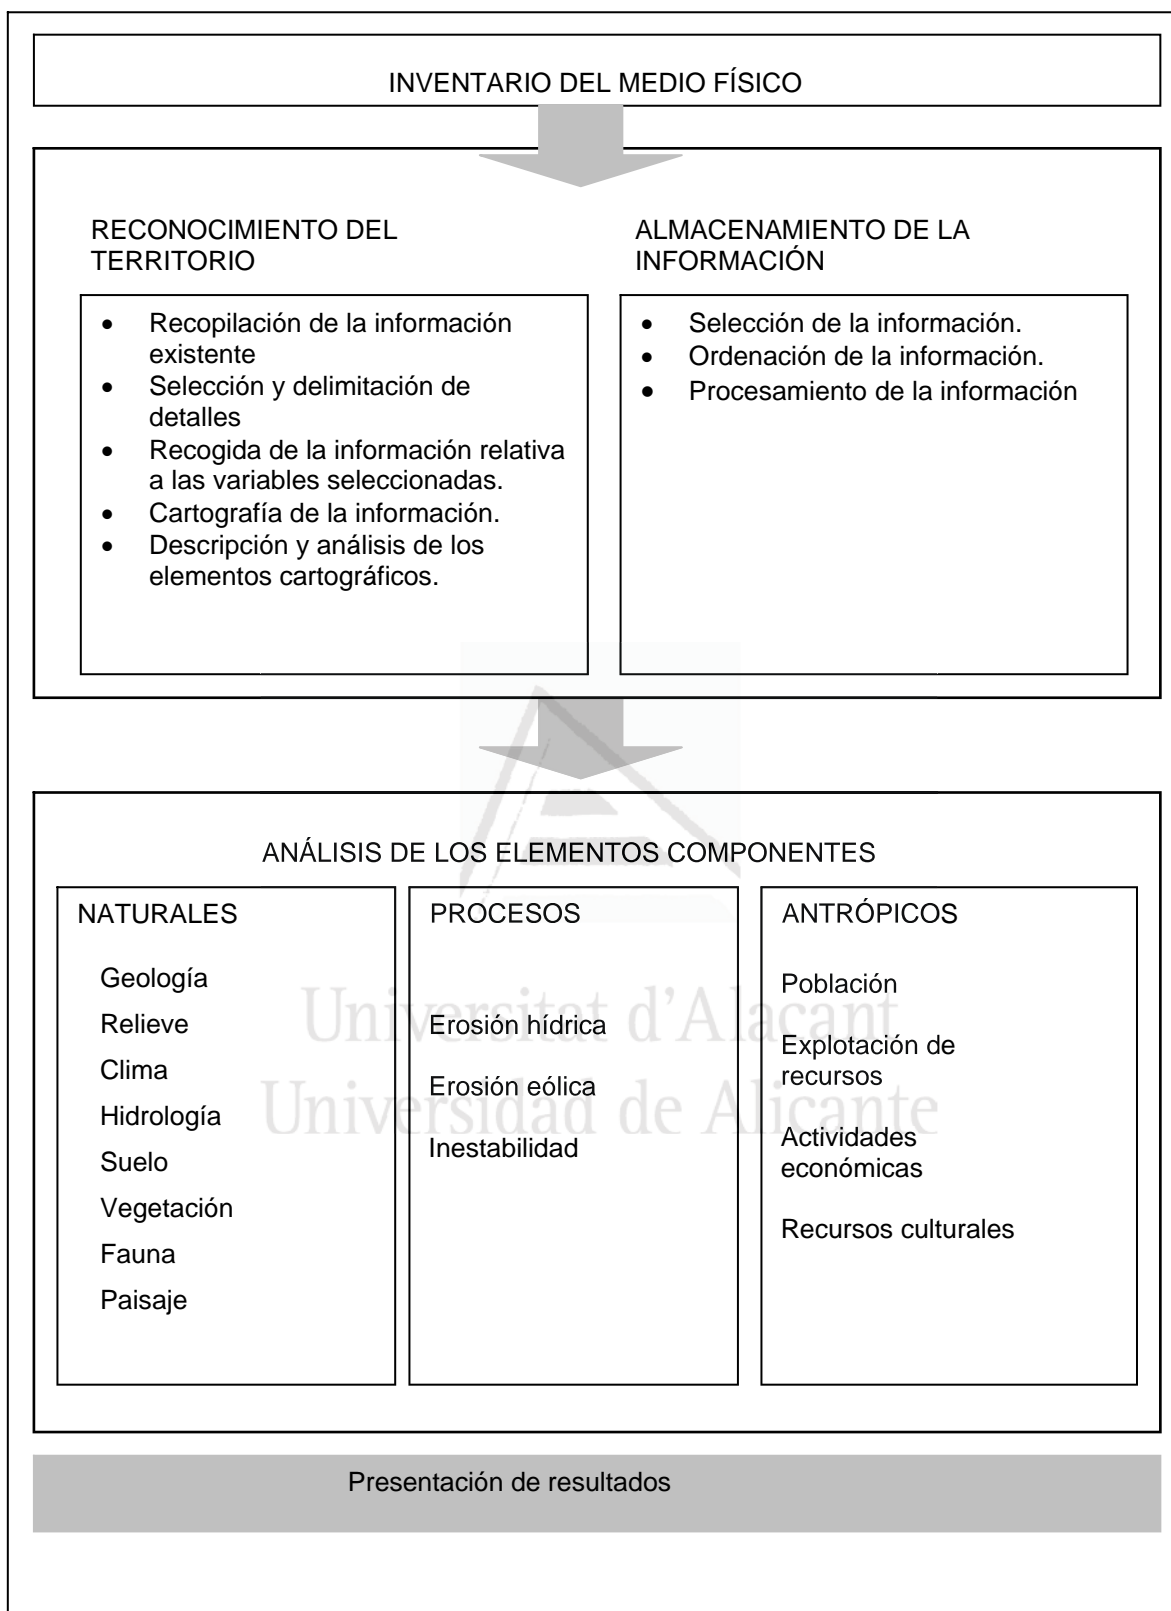 INVENTARIO DEL MEDIO FÍSICO
RECONOCIMIENTO DEL
TERRITORIO
• Recopilación de la información
existente
• Selección y delimitación de
detalles
• Recogida de la información relativa
a las variables seleccionadas.
• Cartografía de la información.
• Descripción y análisis de los
elementos cartográficos.
ALMACENAMIENTO DE LA
INFORMACIÓN
• Selección de la información.
• Ordenación de la información.
• Procesamiento de la información
ANÁLISIS DE LOS ELEMENTOS COMPONENTES
NATURALES
Geología
Relieve
Clima
Hidrología
Suelo
Vegetación
Fauna
Paisaje
PROCESOS
Erosión hídrica
Erosión eólica
Inestabilidad
ANTRÓPICOS
Población
Explotación de
recursos
Actividades
económicas
Recursos culturales
Universitat d'Alacant
Universidad de Alicante
Presentación de resultados